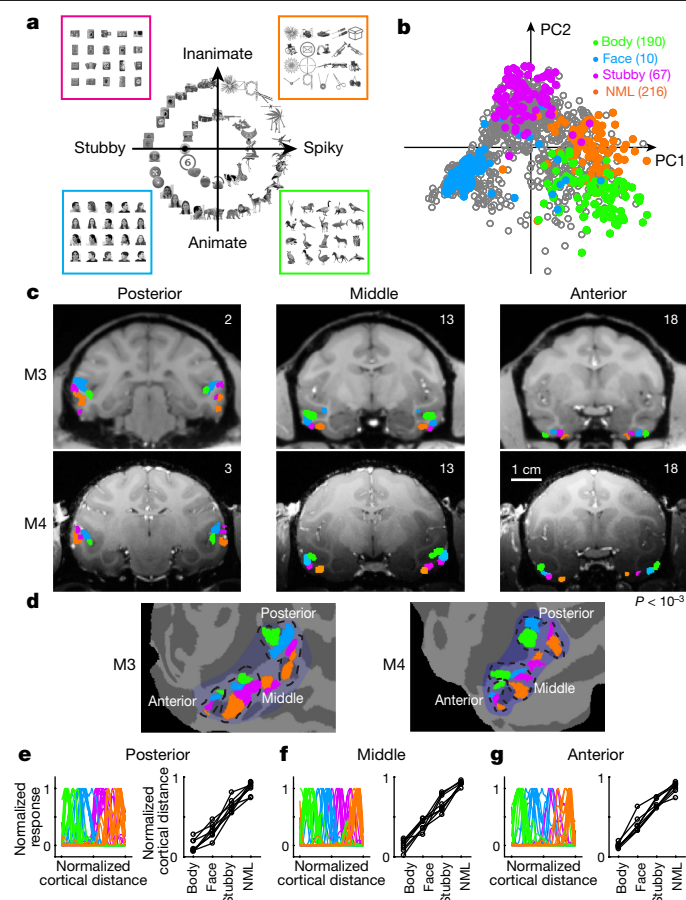 a
Inanimate
Stubby
Spiky
6
Animate
b
PC2
Body (190)
Face (10)
Stubby (67)
NML (216)
PC1
c
Posterior
Middle
Anterior
M3
2
13
18
M4
3
13
18
1 cm
P < 10⁻³
d
M3
Posterior
Middle
Anterior
M4
Posterior
Middle
Anterior
e
Posterior
Normalized
response
1
0
Normalized
cortical distance
Normalized
cortical distance
1
0
Body
Face
Stubby
NML
f
Middle
1
0
Normalized
cortical distance
1
0
Body
Face
Stubby
NML
g
Anterior
1
0
Normalized
cortical distance
1
0
Body
Face
Stubby
NML